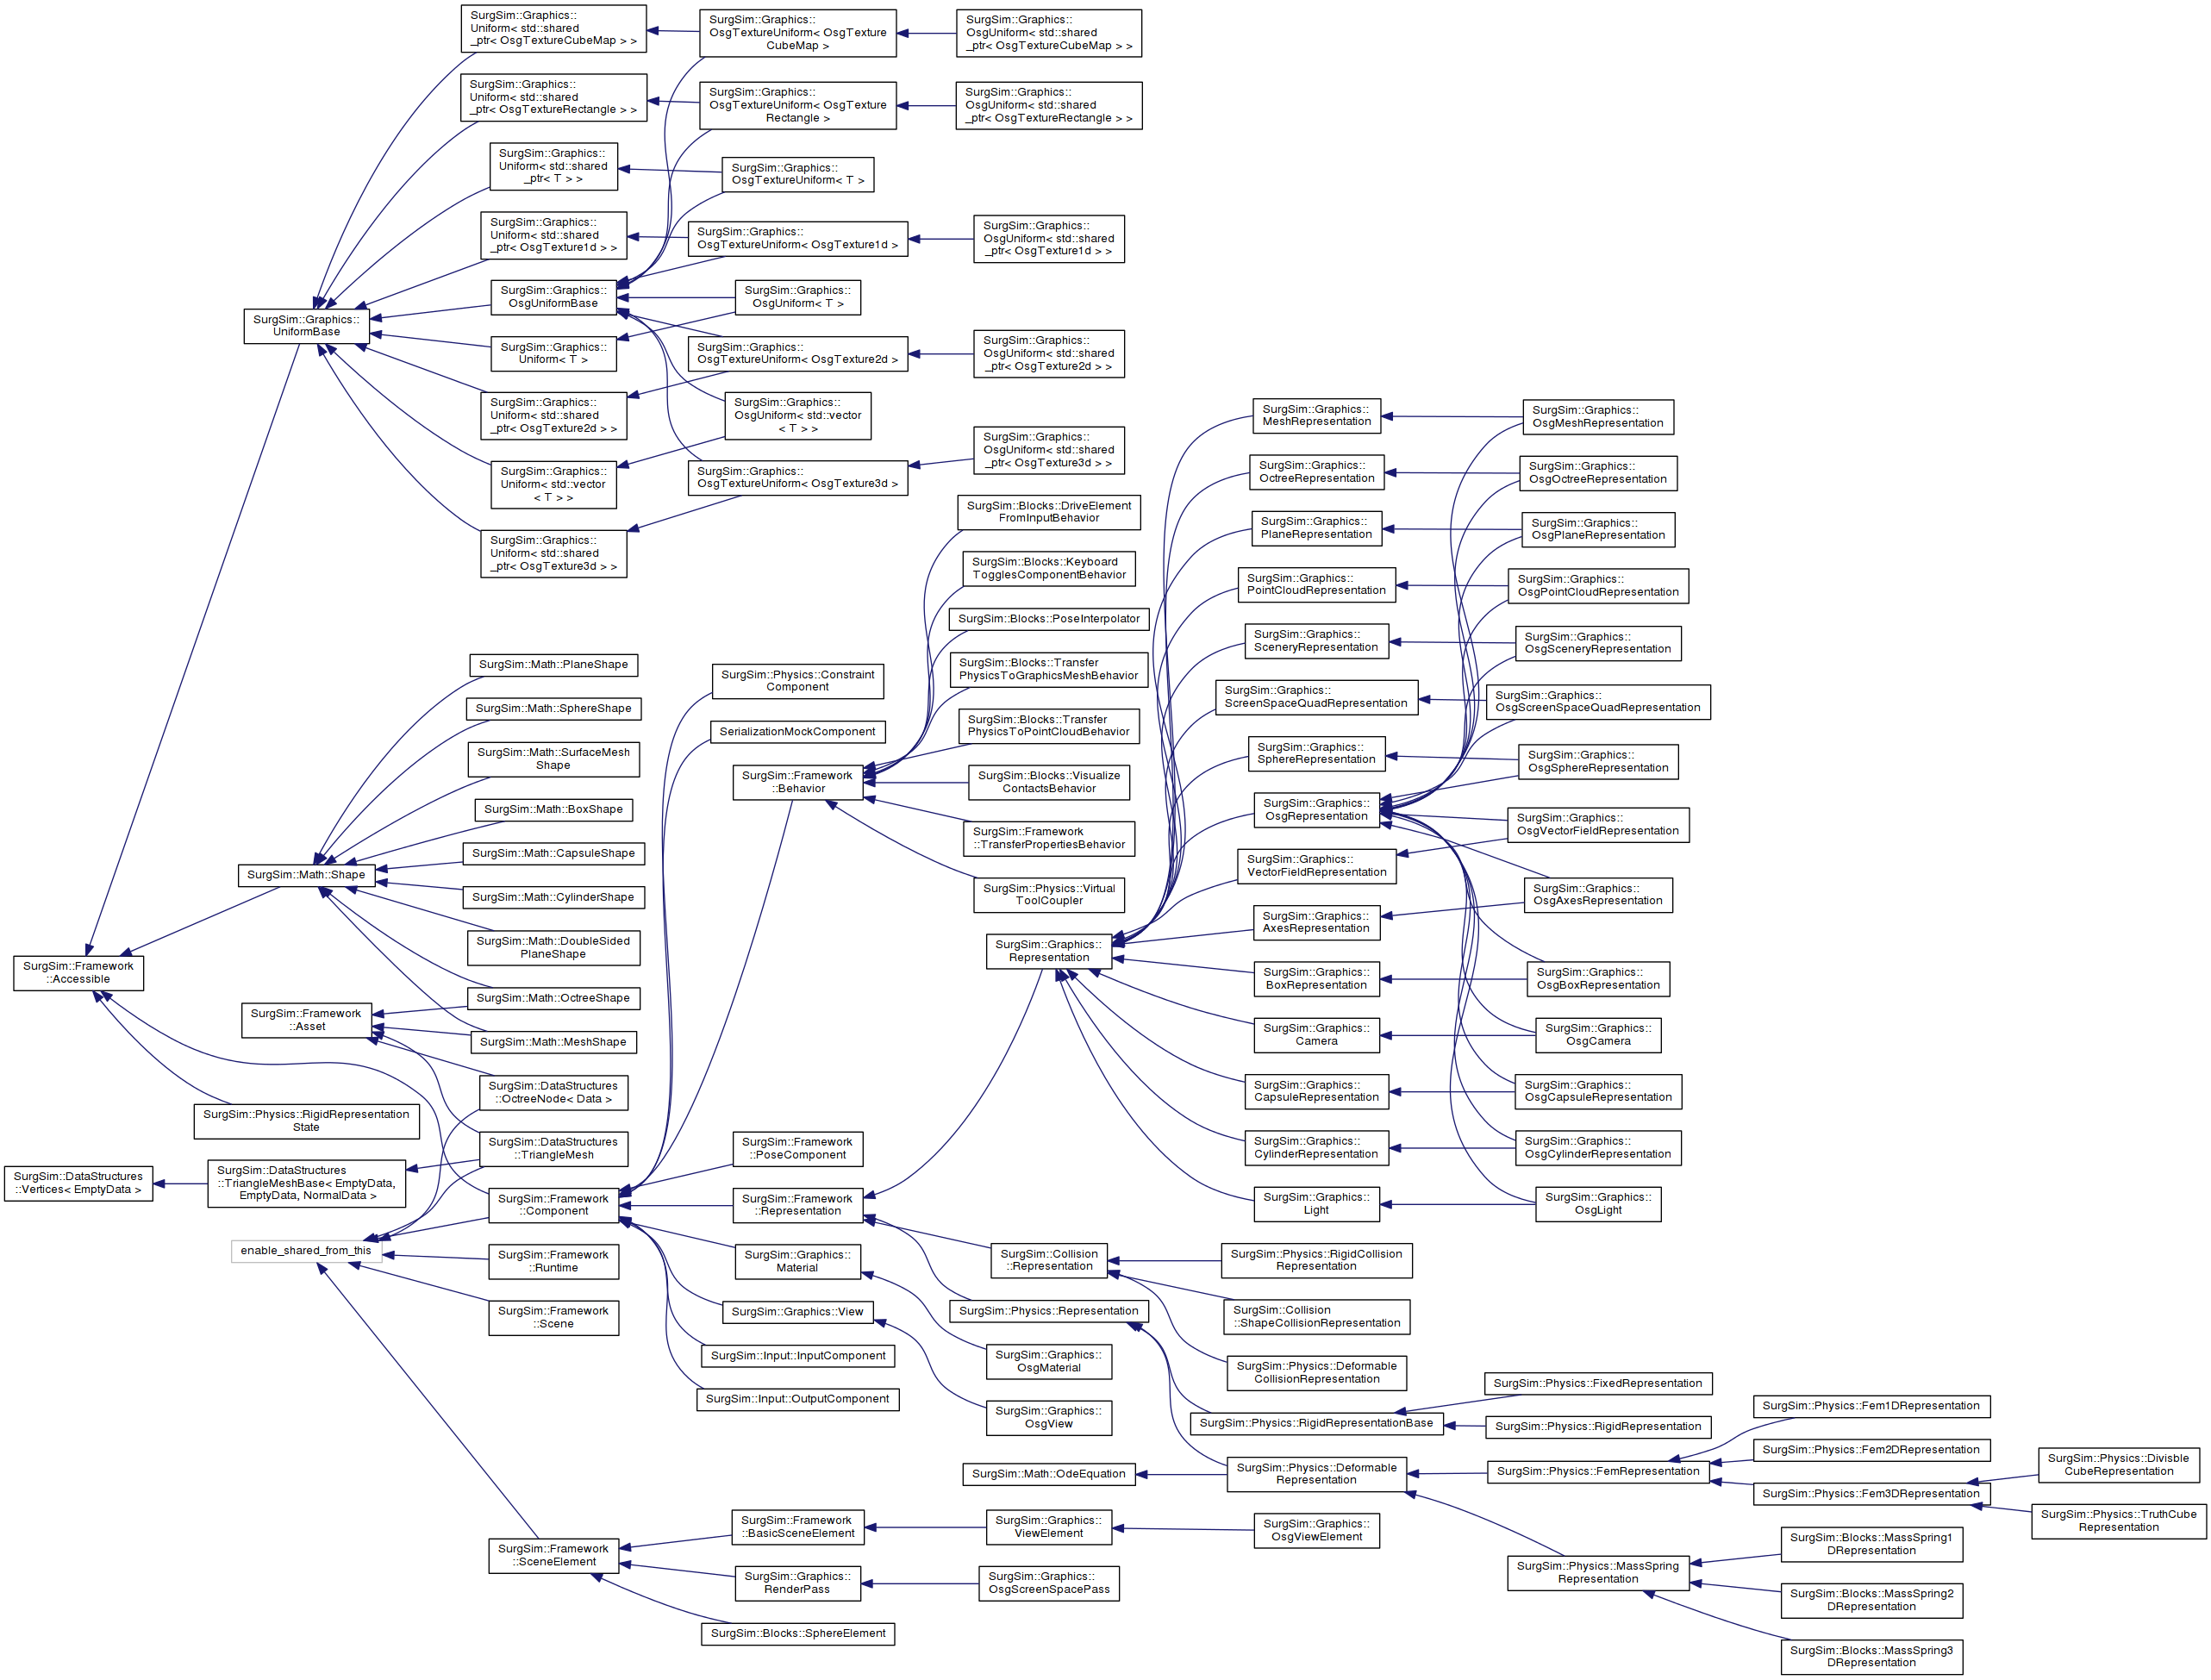 SurgSim::Graphics::
Uniform< std::shared
_ptr< OsgTextureCubeMap > >
SurgSim::Graphics::
OsgTextureUniform< OsgTexture
CubeMap >
SurgSim::Graphics::
OsgUniform< std::shared
_ptr< OsgTextureCubeMap > >
SurgSim::Graphics::
Uniform< std::shared
_ptr< OsgTextureRectangle > >
SurgSim::Graphics::
OsgTextureUniform< OsgTexture
Rectangle >
SurgSim::Graphics::
OsgUniform< std::shared
_ptr< OsgTextureRectangle > >
SurgSim::Graphics::
Uniform< std::shared
_ptr< T > >
SurgSim::Graphics::
OsgTextureUniform< T >
SurgSim::Graphics::
Uniform< std::shared
_ptr< OsgTexture1d > >
SurgSim::Graphics::
OsgTextureUniform< OsgTexture1d >
SurgSim::Graphics::
OsgUniform< std::shared
_ptr< OsgTexture1d > >
SurgSim::Graphics::
OsgUniformBase
SurgSim::Graphics::
OsgUniform< T >
SurgSim::Graphics::
UniformBase
SurgSim::Graphics::
Uniform< T >
SurgSim::Graphics::
OsgTextureUniform< OsgTexture2d >
SurgSim::Graphics::
OsgUniform< std::shared
_ptr< OsgTexture2d > >
SurgSim::Graphics::
Uniform< std::shared
_ptr< OsgTexture2d > >
SurgSim::Graphics::
OsgUniform< std::vector
< T > >
SurgSim::Graphics::
Uniform< std::vector
< T > >
SurgSim::Graphics::
OsgTextureUniform< OsgTexture3d >
SurgSim::Graphics::
OsgUniform< std::shared
_ptr< OsgTexture3d > >
SurgSim::Graphics::
Uniform< std::shared
_ptr< OsgTexture3d > >
SurgSim::Graphics::
MeshRepresentation
SurgSim::Graphics::
OsgMeshRepresentation
SurgSim::Graphics::
OctreeRepresentation
SurgSim::Graphics::
OsgOctreeRepresentation
SurgSim::Blocks::DriveElement
FromInputBehavior
SurgSim::Graphics::
PlaneRepresentation
SurgSim::Graphics::
OsgPlaneRepresentation
SurgSim::Blocks::Keyboard
TogglesComponentBehavior
SurgSim::Graphics::
PointCloudRepresentation
SurgSim::Graphics::
OsgPointCloudRepresentation
SurgSim::Blocks::PoseInterpolator
SurgSim::Graphics::
SceneryRepresentation
SurgSim::Graphics::
OsgSceneryRepresentation
SurgSim::Math::PlaneShape
SurgSim::Physics::Constraint
Component
SurgSim::Blocks::Transfer
PhysicsToGraphicsMeshBehavior
SurgSim::Graphics::
ScreenSpaceQuadRepresentation
SurgSim::Graphics::
OsgScreenSpaceQuadRepresentation
SurgSim::Math::SphereShape
SerializationMockComponent
SurgSim::Blocks::Transfer
PhysicsToPointCloudBehavior
SurgSim::Graphics::
SphereRepresentation
SurgSim::Graphics::
OsgSphereRepresentation
SurgSim::Math::SurfaceMesh
Shape
SurgSim::Framework
::Behavior
SurgSim::Blocks::Visualize
ContactsBehavior
SurgSim::Graphics::
OsgRepresentation
SurgSim::Math::BoxShape
SurgSim::Framework
::TransferPropertiesBehavior
SurgSim::Graphics::
OsgVectorFieldRepresentation
SurgSim::Math::CapsuleShape
SurgSim::Graphics::
VectorFieldRepresentation
SurgSim::Math::Shape
SurgSim::Math::CylinderShape
SurgSim::Physics::Virtual
ToolCoupler
SurgSim::Graphics::
OsgAxesRepresentation
SurgSim::Graphics::
AxesRepresentation
SurgSim::Math::DoubleSided
PlaneShape
SurgSim::Graphics::
Representation
SurgSim::Framework
::Accessible
SurgSim::Graphics::
BoxRepresentation
SurgSim::Graphics::
OsgBoxRepresentation
SurgSim::Math::OctreeShape
SurgSim::Framework
::Asset
SurgSim::Math::MeshShape
SurgSim::Graphics::
Camera
SurgSim::Graphics::
OsgCamera
SurgSim::DataStructures
::OctreeNode< Data >
SurgSim::Graphics::
CapsuleRepresentation
SurgSim::Graphics::
OsgCapsuleRepresentation
SurgSim::Physics::RigidRepresentation
State
SurgSim::DataStructures
::TriangleMesh
SurgSim::Framework
::PoseComponent
SurgSim::Graphics::
CylinderRepresentation
SurgSim::Graphics::
OsgCylinderRepresentation
SurgSim::DataStructures
::Vertices< EmptyData >
SurgSim::DataStructures
::TriangleMeshBase< EmptyData,
EmptyData, NormalData >
SurgSim::Framework
::Component
SurgSim::Framework
::Representation
SurgSim::Graphics::
Light
SurgSim::Graphics::
OsgLight
enable_shared_from_this
SurgSim::Framework
::Runtime
SurgSim::Graphics::
Material
SurgSim::Collision
::Representation
SurgSim::Physics::RigidCollision
Representation
SurgSim::Framework
::Scene
SurgSim::Graphics::View
SurgSim::Physics::Representation
SurgSim::Collision
::ShapeCollisionRepresentation
SurgSim::Input::InputComponent
SurgSim::Graphics::
OsgMaterial
SurgSim::Physics::Deformable
CollisionRepresentation
SurgSim::Input::OutputComponent
SurgSim::Graphics::
OsgView
SurgSim::Physics::FixedRepresentation
SurgSim::Physics::RigidRepresentationBase
SurgSim::Physics::RigidRepresentation
SurgSim::Physics::Fem1DRepresentation
SurgSim::Physics::Fem2DRepresentation
SurgSim::Math::OdeEquation
SurgSim::Physics::Deformable
Representation
SurgSim::Physics::FemRepresentation
SurgSim::Physics::Fem3DRepresentation
SurgSim::Physics::Divisble
CubeRepresentation
SurgSim::Physics::TruthCube
Representation
SurgSim::Framework
::BasicSceneElement
SurgSim::Graphics::
ViewElement
SurgSim::Graphics::
OsgViewElement
SurgSim::Framework
::SceneElement
SurgSim::Graphics::
RenderPass
SurgSim::Graphics::
OsgScreenSpacePass
SurgSim::Physics::MassSpring
Representation
SurgSim::Blocks::MassSpring1
DRepresentation
SurgSim::Blocks::MassSpring2
DRepresentation
SurgSim::Blocks::SphereElement
SurgSim::Blocks::MassSpring3
DRepresentation